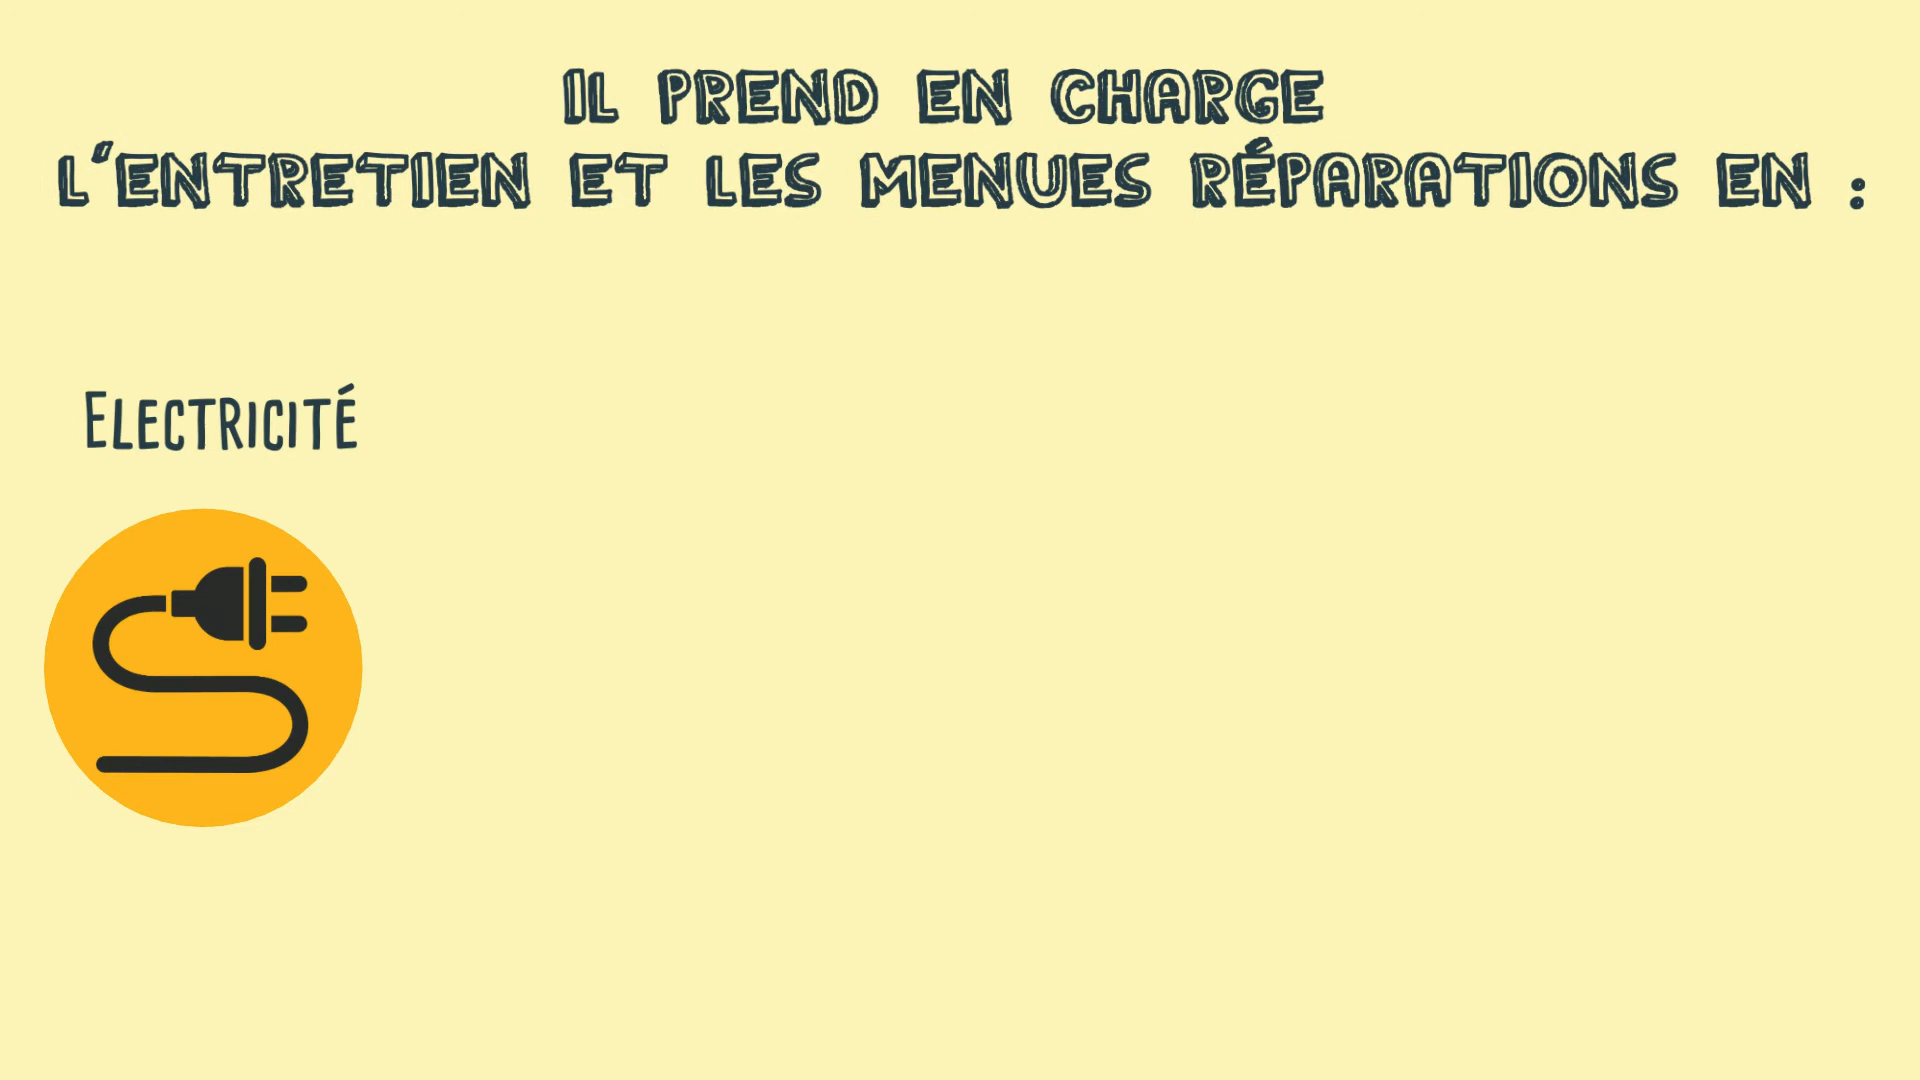 IL PREND EN CHARGE
L'ENTRETIEN ET LES MENUES RÉPARATIONS EN :
ELECTRICITÉ